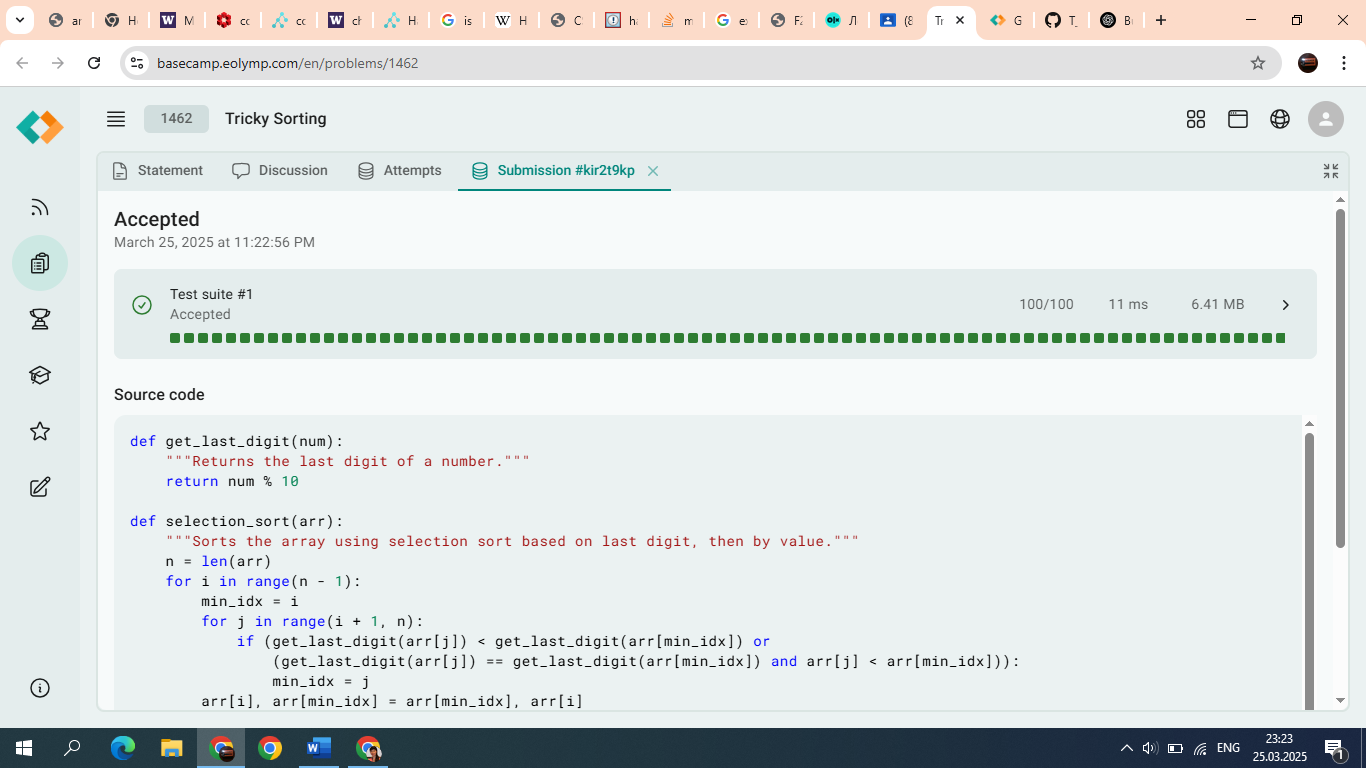 ar
H
M
cc
cc
ch
H
is
H
C
ha
m
ex
FZ
Л
(8
Tr
G
T_
B
basecamp.eolymp.com/en/problems/1462
1462 Tricky Sorting
Statement Discussion Attempts Submission #kir2t9kp
Accepted
March 25, 2025 at 11:22:56 PM
Test suite #1
Accepted
100/100 11 ms 6.41 MB
Source code
def get_last_digit(num):
"""Returns the last digit of a number."""
return num % 10
def selection_sort(arr):
"""Sorts the array using selection sort based on last digit, then by value."""
n = len(arr)
for i in range(n - 1):
min_idx = i
for j in range(i + 1, n):
if (get_last_digit(arr[j]) < get_last_digit(arr[min_idx]) or
(get_last_digit(arr[j]) == get_last_digit(arr[min_idx]) and arr[j] < arr[min_idx])):
min_idx = j
arr[i], arr[min_idx] = arr[min_idx], arr[i]
ENG
23:23
25.03.2025
1